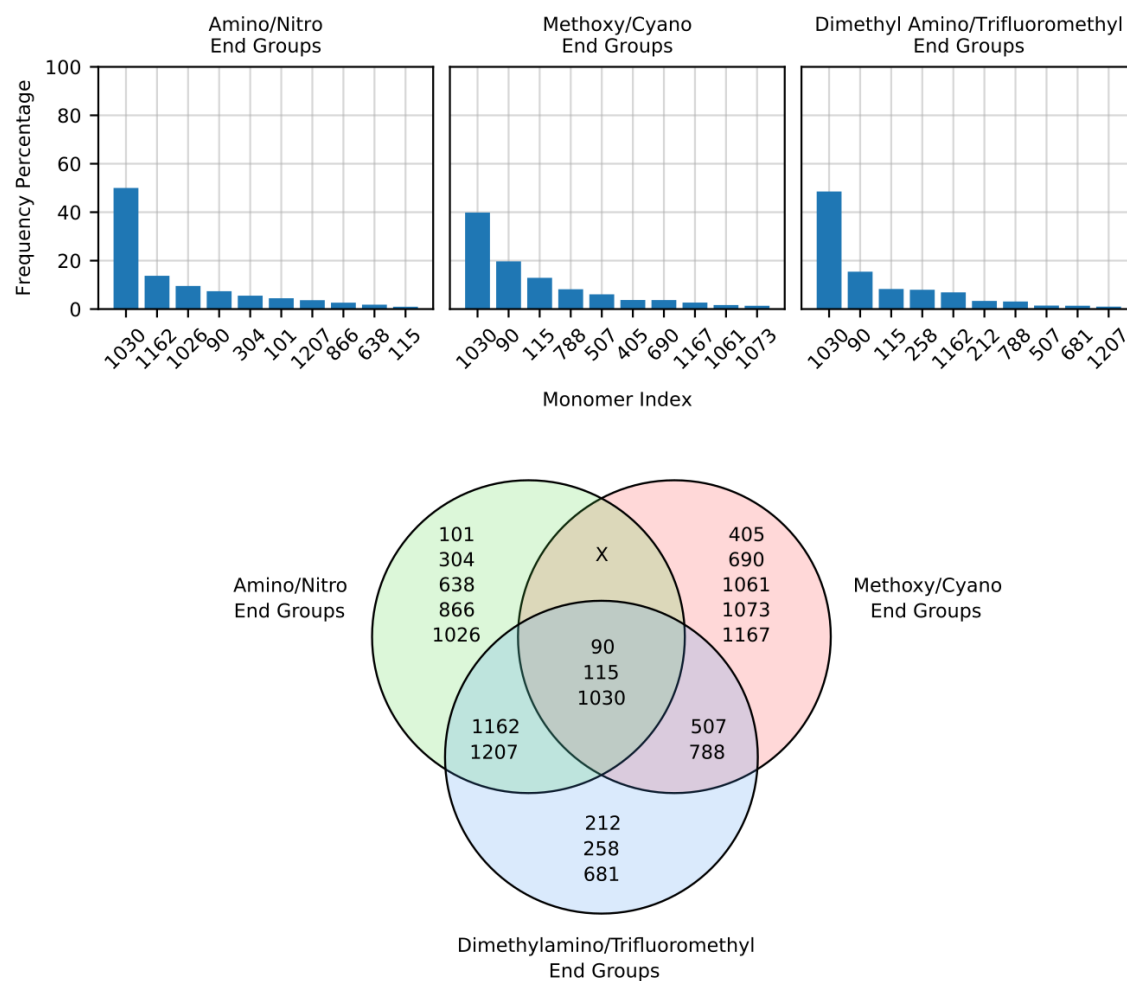 Amino/Nitro
End Groups
Methoxy/Cyano
End Groups
Dimethyl Amino/Trifluoromethyl
End Groups
Frequency Percentage
100
80
60
40
20
0
1030 1162 1026 90 304 101 1207 866 638 115
1030 90 115 788 507 405 690 1167 1061 1073
1030 90 115 258 1162 212 788 507 681 1207
Monomer Index
Amino/Nitro
End Groups
101
304
638
866
1026
X
405
690
1061
1073
1167
Methoxy/Cyano
End Groups
90
115
1030
1162
1207
507
788
212
258
681
Dimethylamino/Trifluoromethyl
End Groups